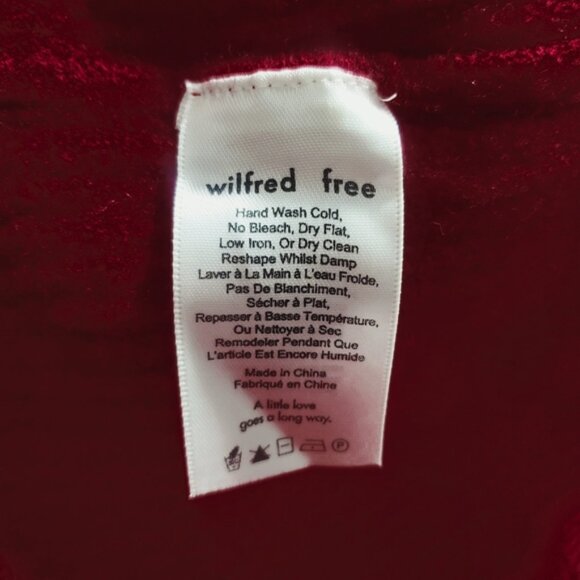 wilfred free
Hand Wash Cold,
No Bleach, Dry Flat,
Low Iron, Or Dry Clean
Reshape Whilst Damp
Laver à La Main à L'eau Froide,
Pas De Blanchiment,
Sécher à Plat,
Repasser à Basse Température,
Ou Nettoyer à Sec
Remodeler Pendant Que
L'article Est Encore Humide
Made in China
Fabriqué en Chine
A little love
goes a long way.
P